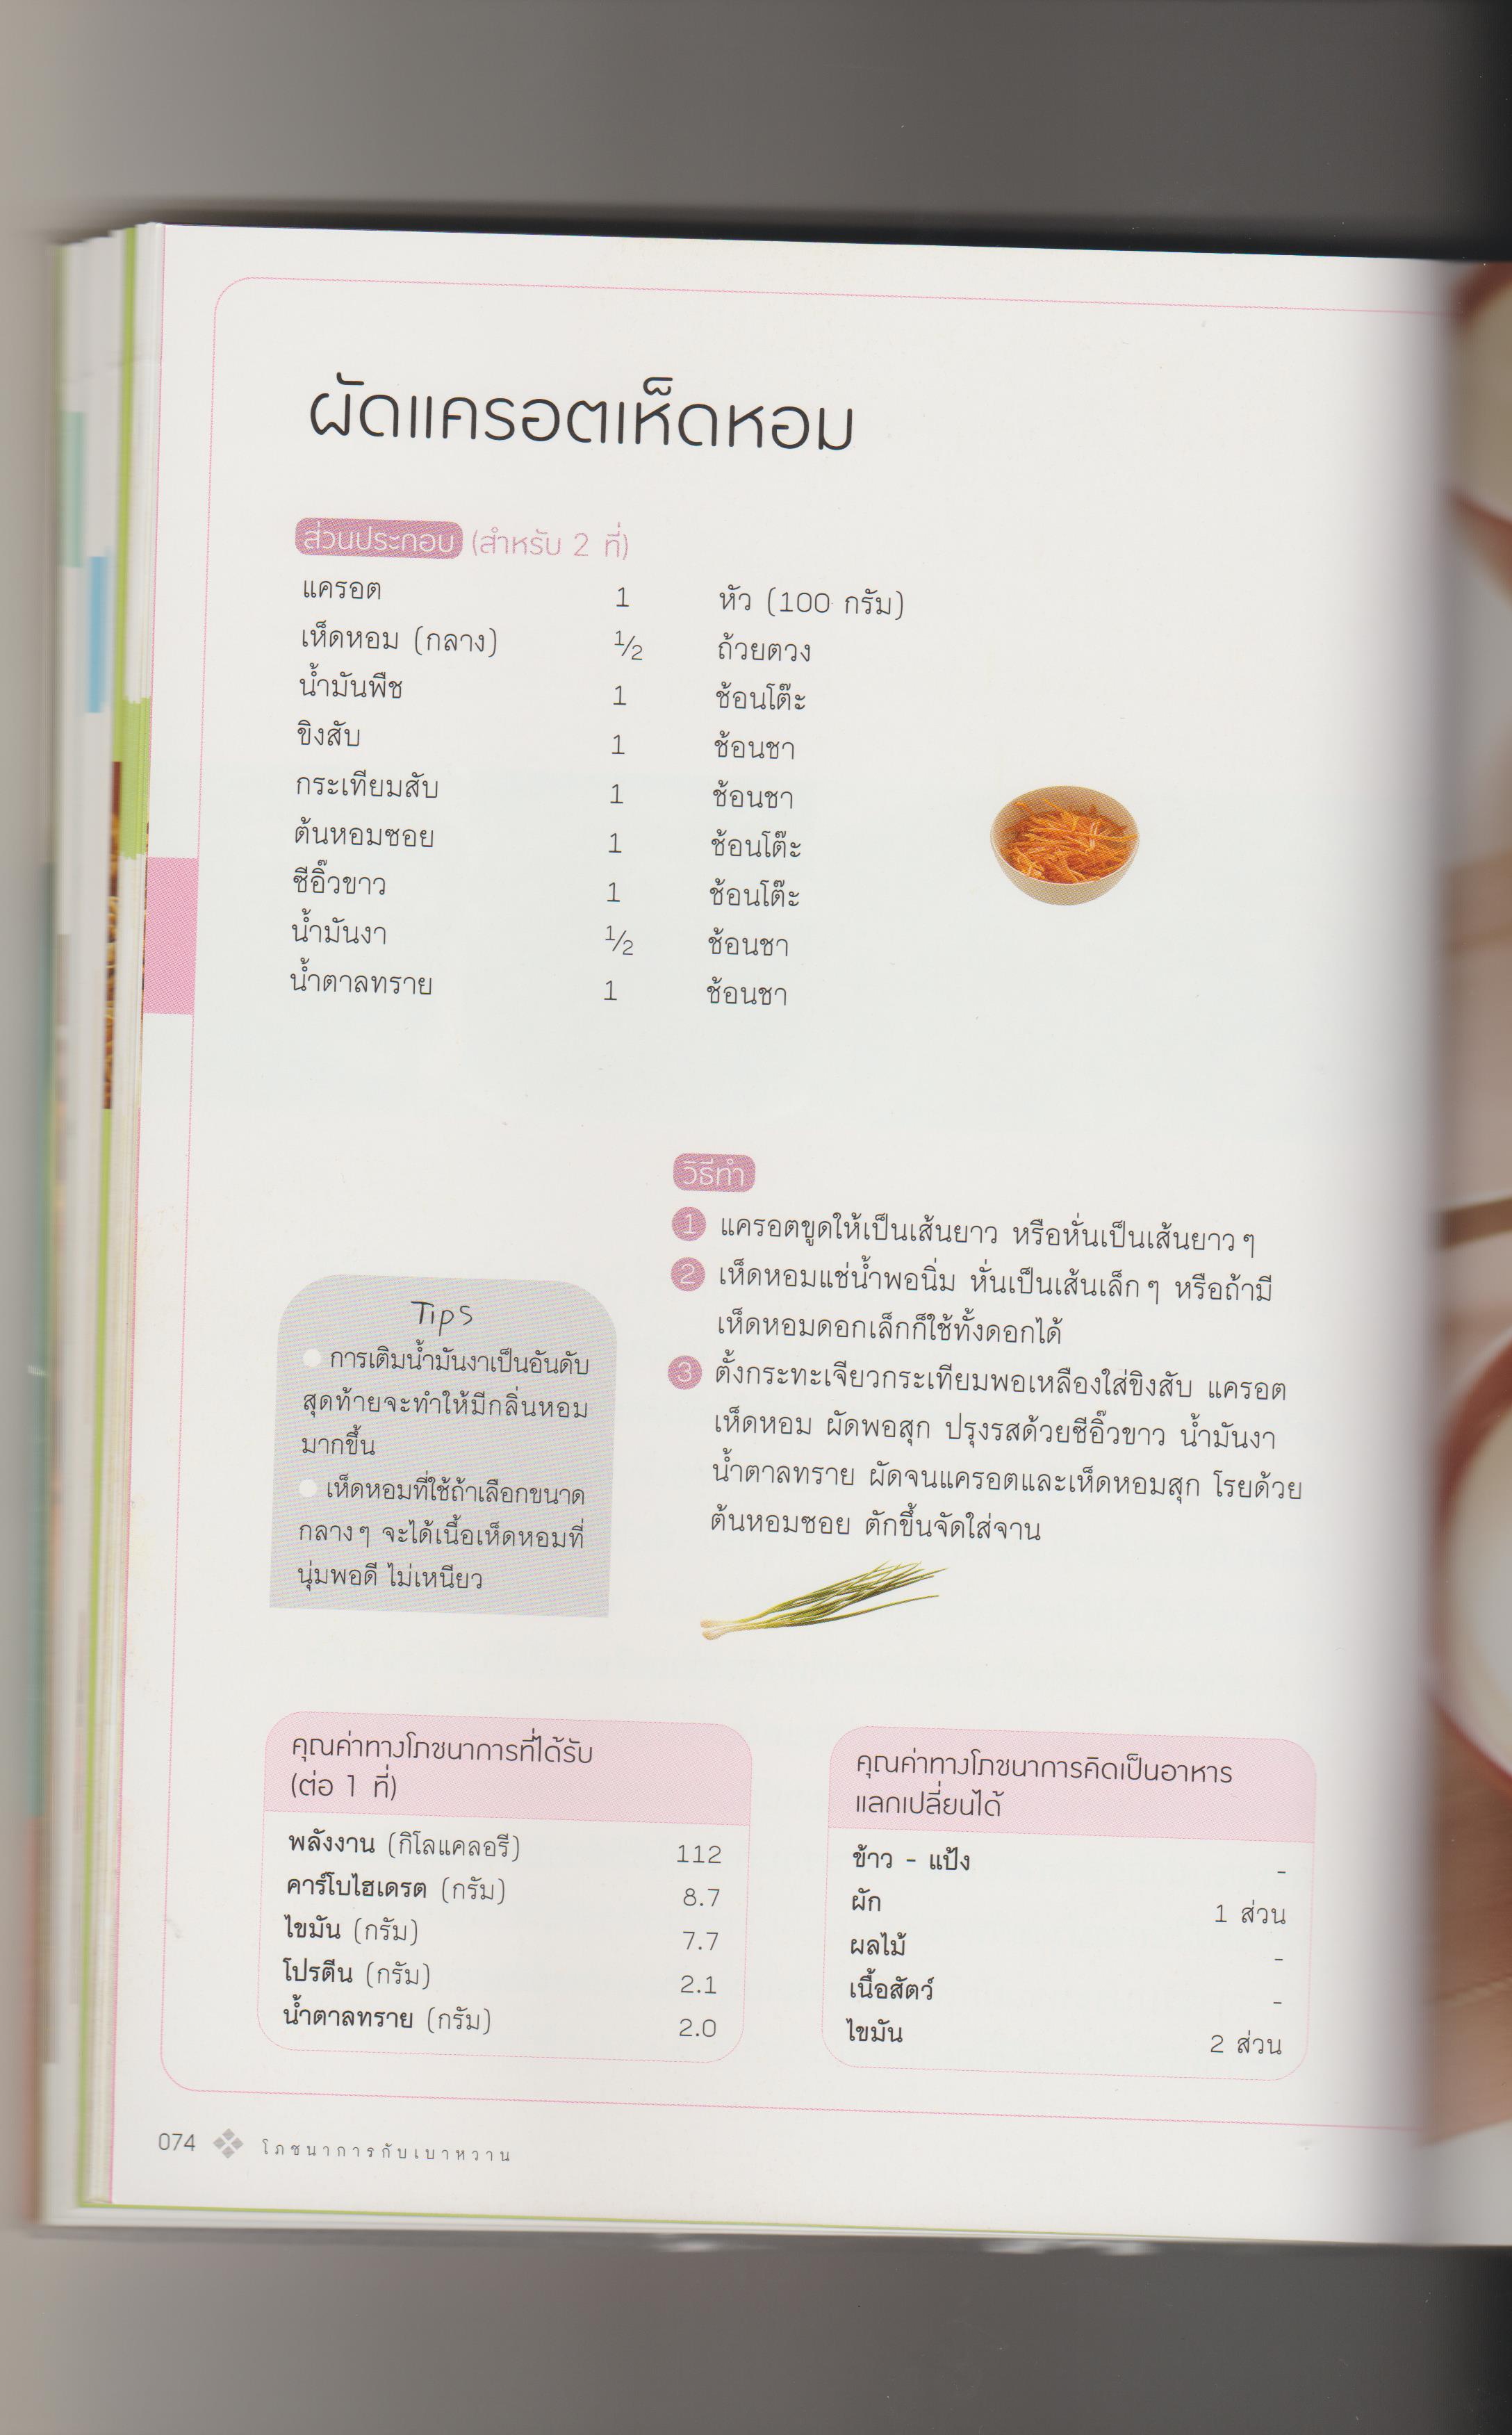 ผัดแครอตเห็ดหอม
ส่วนประกอบ (สำหรับ 2 ที่)
แครอต 1 หัว (100 กรัม)
เห็ดหอม (กลาง) 1/2 ถ้วยตวง
น้ำมันพืช 1 ช้อนโต๊ะ
ขิงสับ 1 ช้อนชา
กระเทียมสับ 1 ช้อนชา
ต้นหอมซอย 1 ช้อนโต๊ะ
ซีอิ๊วขาว 1 ช้อนโต๊ะ
น้ำมันงา 1/2 ช้อนชา
น้ำตาลทราย 1 ช้อนชา
วิธีทำ
1 แครอตขูดให้เป็นเส้นยาว หรือหั่นเป็นเส้นยาวๆ
2 เห็ดหอมแช่น้ำพอนิ่ม หั่นเป็นเส้นเล็กๆ หรือถ้ามี
เห็ดหอมดอกเล็กก็ใช้ทั้งดอกได้
3 ตั้งกระทะเจียวกระเทียมพอเหลืองใส่ขิงสับ แครอต
เห็ดหอม ผัดพอสุก ปรุงรสด้วยซีอิ๊วขาว น้ำมันงา
น้ำตาลทราย ผัดจนแครอตและเห็ดหอมสุก โรยด้วย
ต้นหอมซอย ตักขึ้นจัดใส่จาน
Tips
การเติมน้ำมันงาเป็นอันดับ
สุดท้ายจะทำให้มีกลิ่นหอม
มากขึ้น
เห็ดหอมที่ใช้ถ้าเลือกขนาด
กลางๆ จะได้เนื้อเห็ดหอมที่
นุ่มพอดี ไม่เหนียว
คุณค่าทางโภชนาการที่ได้รับ
(ต่อ 1 ที่)
พลังงาน (กิโลแคลอรี) 112
คาร์โบไฮเดรต (กรัม) 8.7
ไขมัน (กรัม) 7.7
โปรตีน (กรัม) 2.1
น้ำตาลทราย (กรัม) 2.0
คุณค่าทางโภชนาการคิดเป็นอาหาร
แลกเปลี่ยนได้
ข้าว - แป้ง -
ผัก 1 ส่วน
ผลไม้ -
เนื้อสัตว์ -
ไขมัน 2 ส่วน
074 โภชนาการกับเบาหวาน